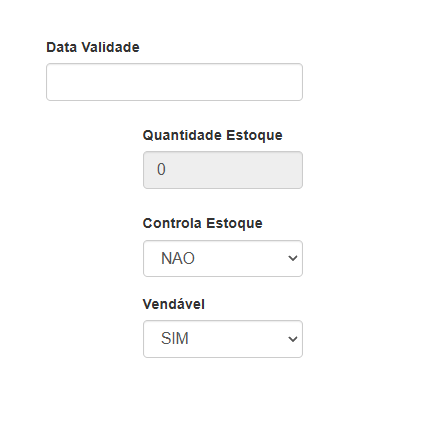 Data Validade
Quantidade Estoque
0
Controla Estoque
NAO
Vendável
SIM